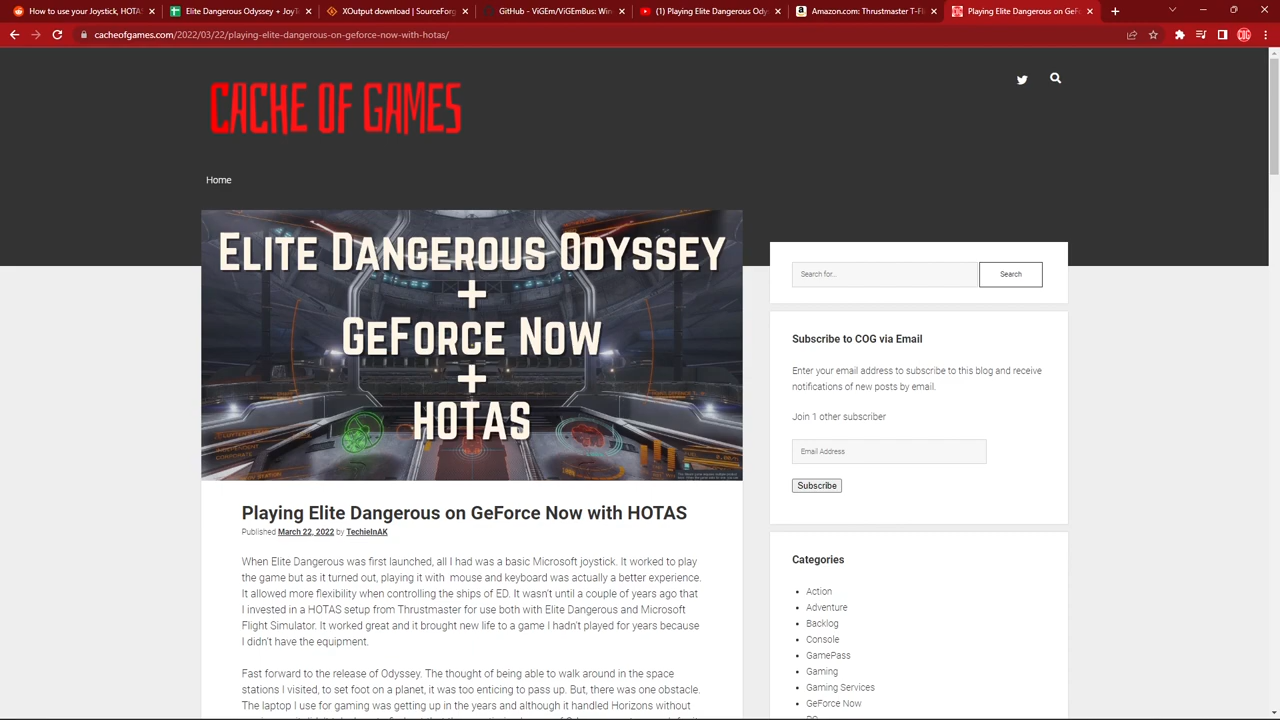 How to use your Joystick, HOTAS
Elite Dangerous Odyssey + JoyT
XOutput download | SourceForg
GitHub - ViGEm/ViGEmBus: Win
(1) Playing Elite Dangerous Ody
Amazon.com: Thrustmaster T-Fl
Playing Elite Dangerous on GeF
cacheofgames.com/2022/03/22/playing-elite-dangerous-on-geforce-now-with-hotas/
CACHE OF GAMES
Home
ELITE DANGEROUS ODYSSEY
+
GEFORCE NOW
+
HOTAS
Playing Elite Dangerous on GeForce Now with HOTAS
Published March 22, 2022 by TechieInAK
When Elite Dangerous was first launched, all I had was a basic Microsoft joystick. It worked to play
the game but as it turned out, playing it with mouse and keyboard was actually a better experience.
It allowed more flexibility when controlling the ships of ED. It wasn't until a couple of years ago that
I invested in a HOTAS setup from Thrustmaster for use both with Elite Dangerous and Microsoft
Flight Simulator. It worked great and it brought new life to a game I hadn't played for years because
I didn't have the equipment.
Fast forward to the release of Odyssey. The thought of being able to walk around in the space
stations I visited, to set foot on a planet, it was too enticing to pass up. But, there was one obstacle.
The laptop I use for gaming was getting up in the years and although it handled Horizons without
Search for...
Search
Subscribe to COG via Email
Enter your email address to subscribe to this blog and receive
notifications of new posts by email.
Join 1 other subscriber
Email Address
Subscribe
Categories
Action
Adventure
Backlog
Console
GamePass
Gaming
Gaming Services
GeForce Now